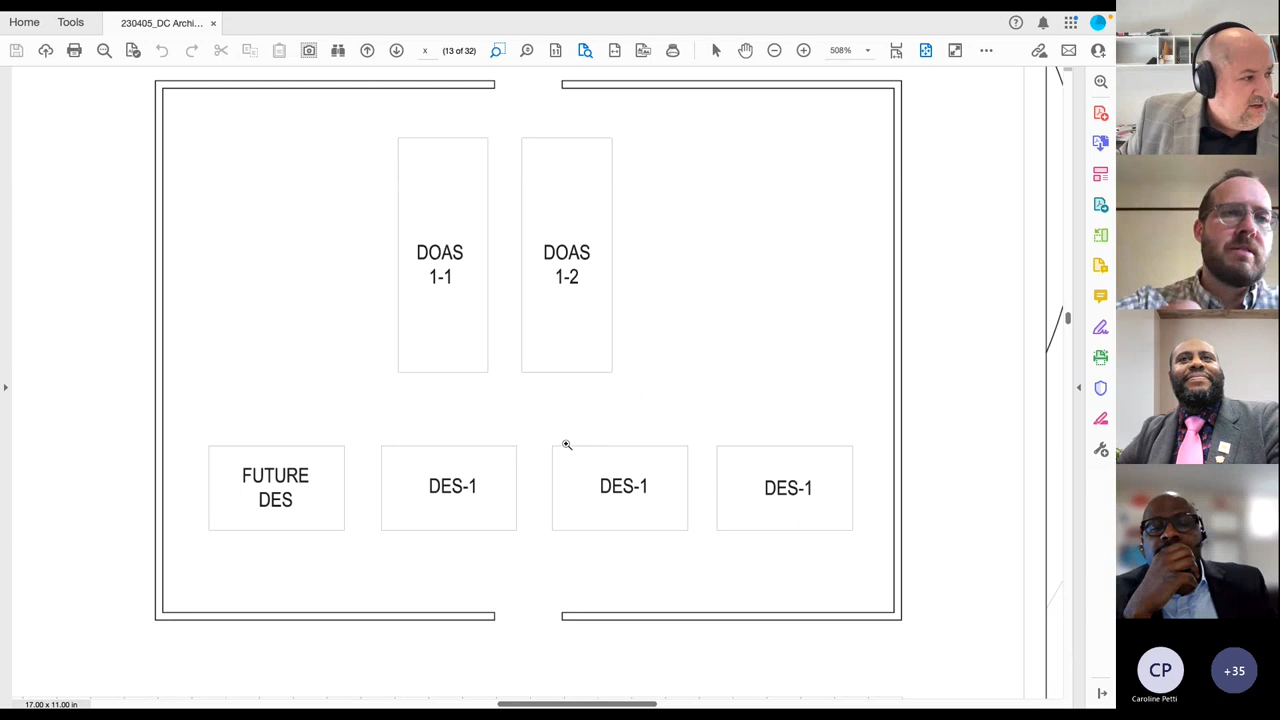 Home
Tools
230405_DC Archi... ×
(13 of 32)
508%
DOAS
1-1
DOAS
1-2
FUTURE
DES
DES-1
DES-1
DES-1
17.00 x 11.00 in
CP
Caroline Petti
+35